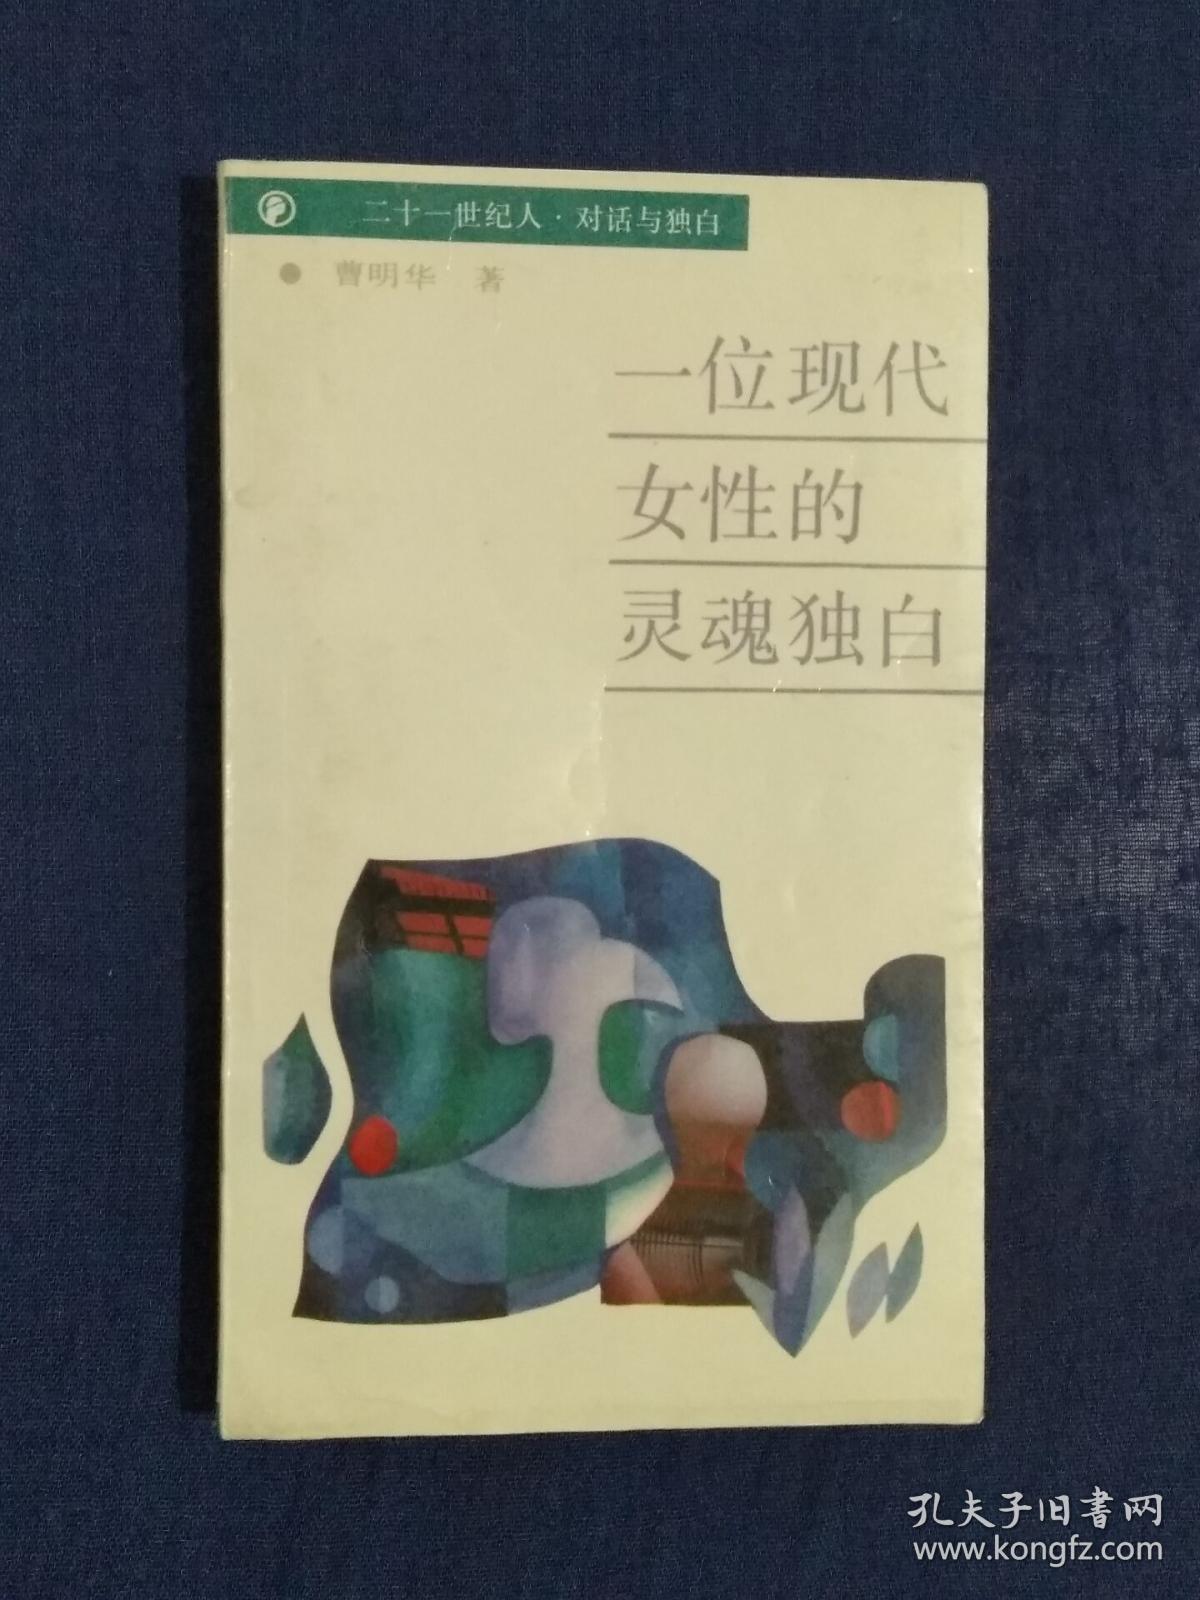 二十一世纪人·对话与独白
曹明华 著
一位现代
女性的
灵魂独白
孔夫子旧书网
www.kongfz.com